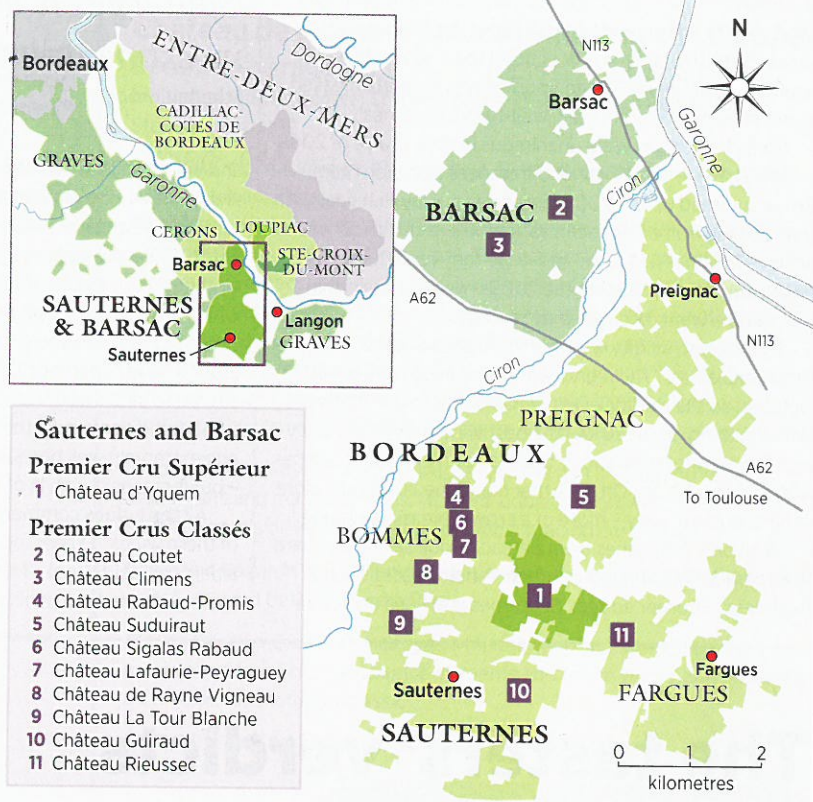 Bordeaux
ENTRE-DEUX-MERS
Dordogne
CADILLAC-
COTES DE
BORDEAUX
GRAVES
Garonne
CERONS
LOUPIAC
Barsac
STE-CROIX-
DU-MONT
SAUTERNES
& BARSAC
Sauternes
Langon
GRAVES
N
N113
Barsac
Garonne
Ciron
BARSAC
2
3
A62
Preignac
N113
Ciron
PREIGNAC
BORDEAUX
A62
To Toulouse
4
5
6
BOMMES
7
8
1
9
11
Sauternes
10
Fargues
FARGUES
SAUTERNES
0 1 2
kilometres
Sauternes and Barsac
Premier Cru Supérieur
1 Château d'Yquem
Premier Crus Classés
2 Château Coutet
3 Château Climens
4 Château Rabaud-Promis
5 Château Suduiraut
6 Château Sigalas Rabaud
7 Château Lafaurie-Peyraguey
8 Château de Rayne Vigneau
9 Château La Tour Blanche
10 Château Guiraud
11 Château Rieussec